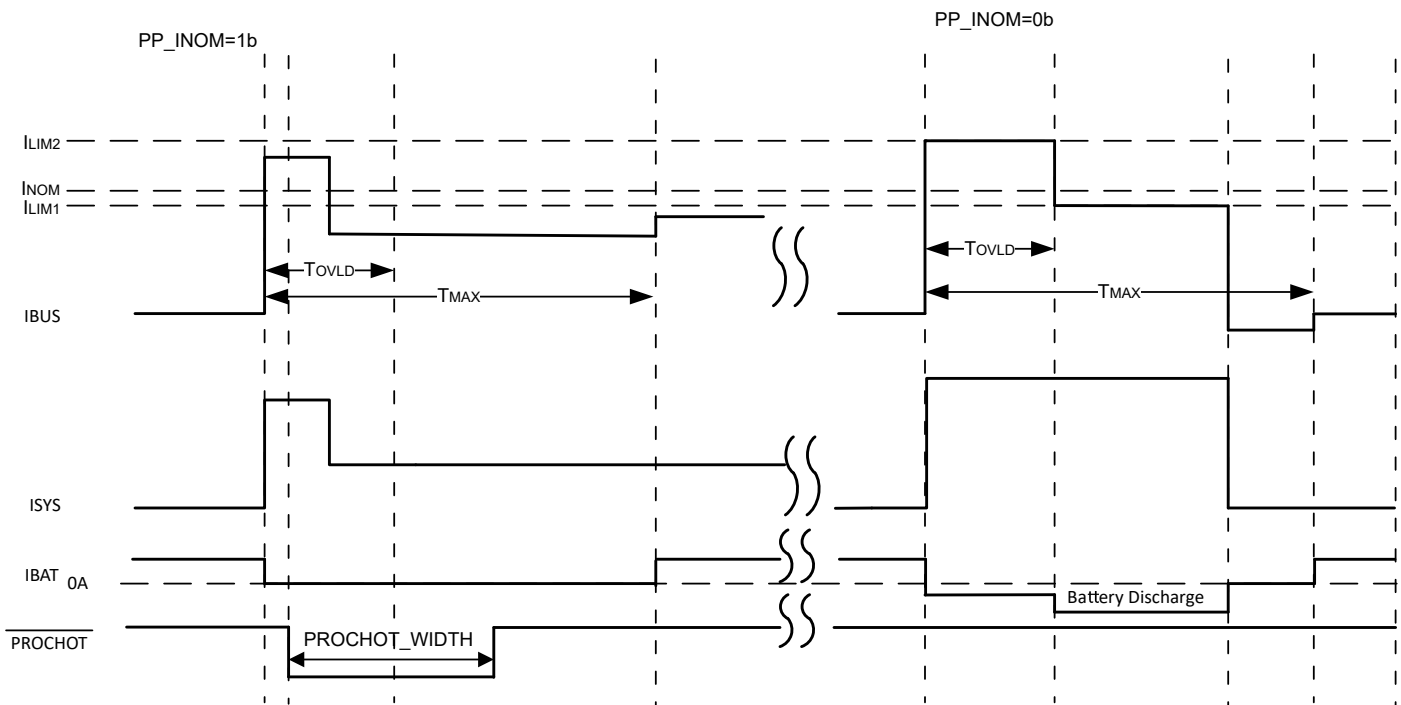 PP_INOM=1b
PP_INOM=0b
ILIM2
INOM
ILIM1
TOVLD
TOVLD
TMAX
TMAX
IBUS
ISYS
IBAT 0A
Battery Discharge
PROCHOT
PROCHOT_WIDTH